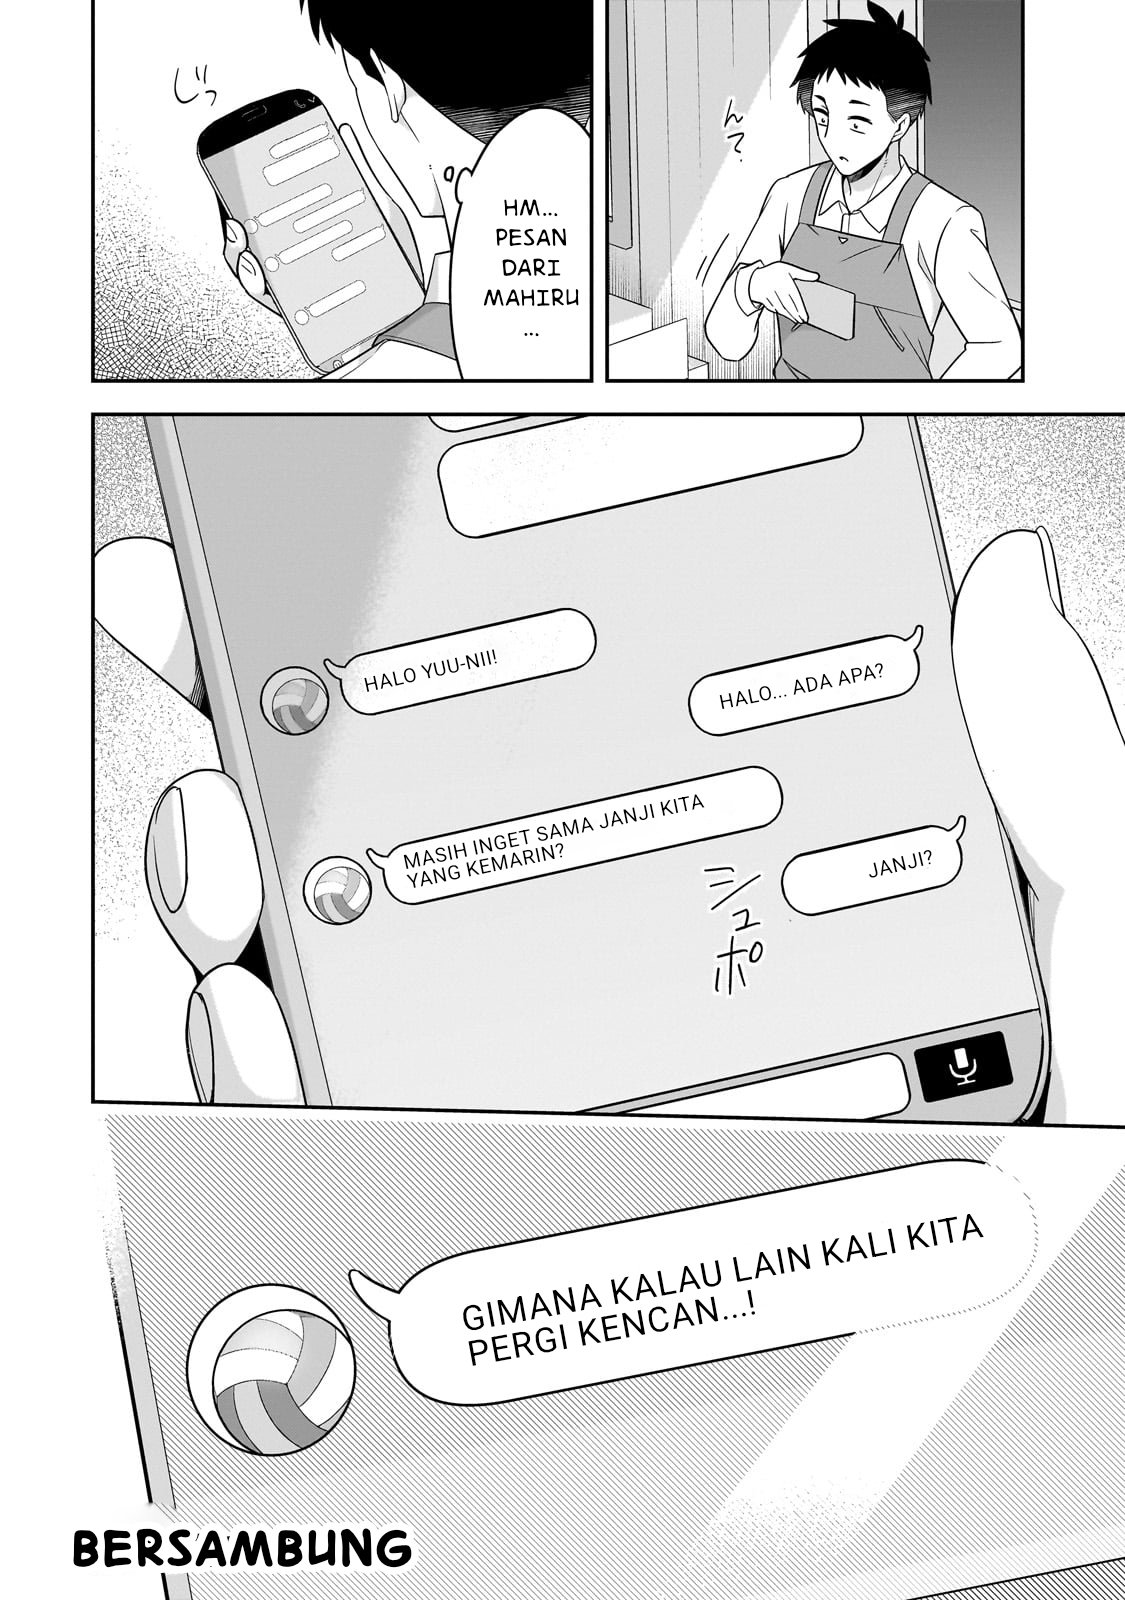 ん?
じっ
HM...
PESAN
DARI
MAHIRU
...
HALO YUU-NII!
HALO... ADA APA?
MASIH INGET SAMA JANJI KITA
YANG KEMARIN?
JANJI?
シュポ
GIMANA KALAU LAIN KALI KITA
PERGI KENCAN...!
BERSAMBUNG